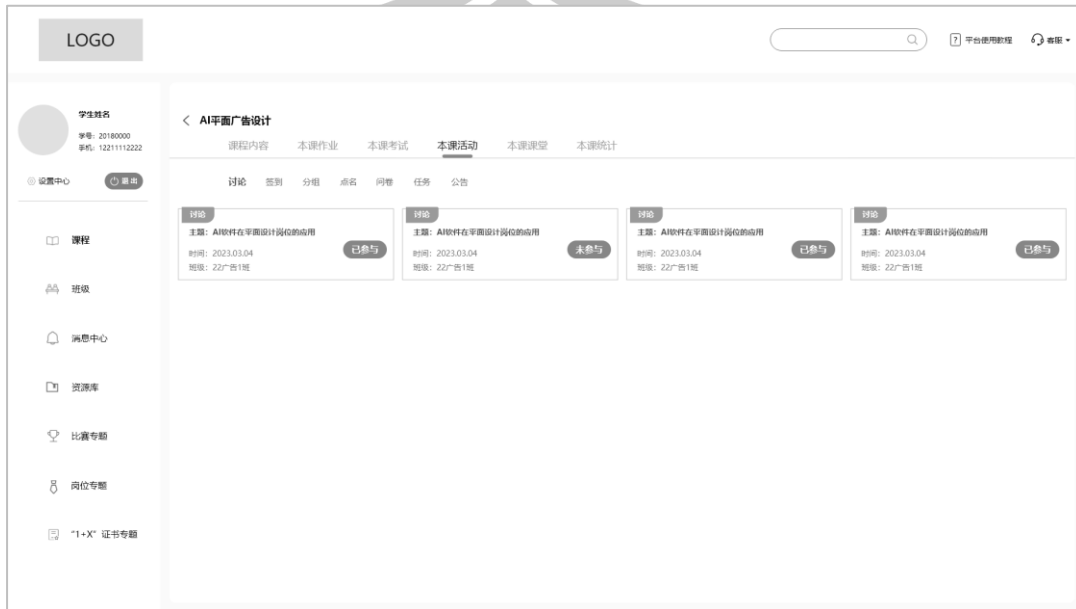 LOGO
? 平台使用教程 客服
学生姓名
学号: 20180000
手机: 12211112222
设置中心 退出
课程
班级
消息中心
资源库
比赛专题
岗位专题
“1+X” 证书专题
AI平面广告设计
课程内容 本课作业 本课考试 本课活动 本课课堂 本课统计
讨论 签到 分组 点名 问卷 任务 公告
讨论
主题: AI软件在平面设计岗位的应用
时间: 2023.03.04
班级: 22广告1班
已参与
讨论
主题: AI软件在平面设计岗位的应用
时间: 2023.03.04
班级: 22广告1班
未参与
讨论
主题: AI软件在平面设计岗位的应用
时间: 2023.03.04
班级: 22广告1班
已参与
讨论
主题: AI软件在平面设计岗位的应用
时间: 2023.03.04
班级: 22广告1班
已参与